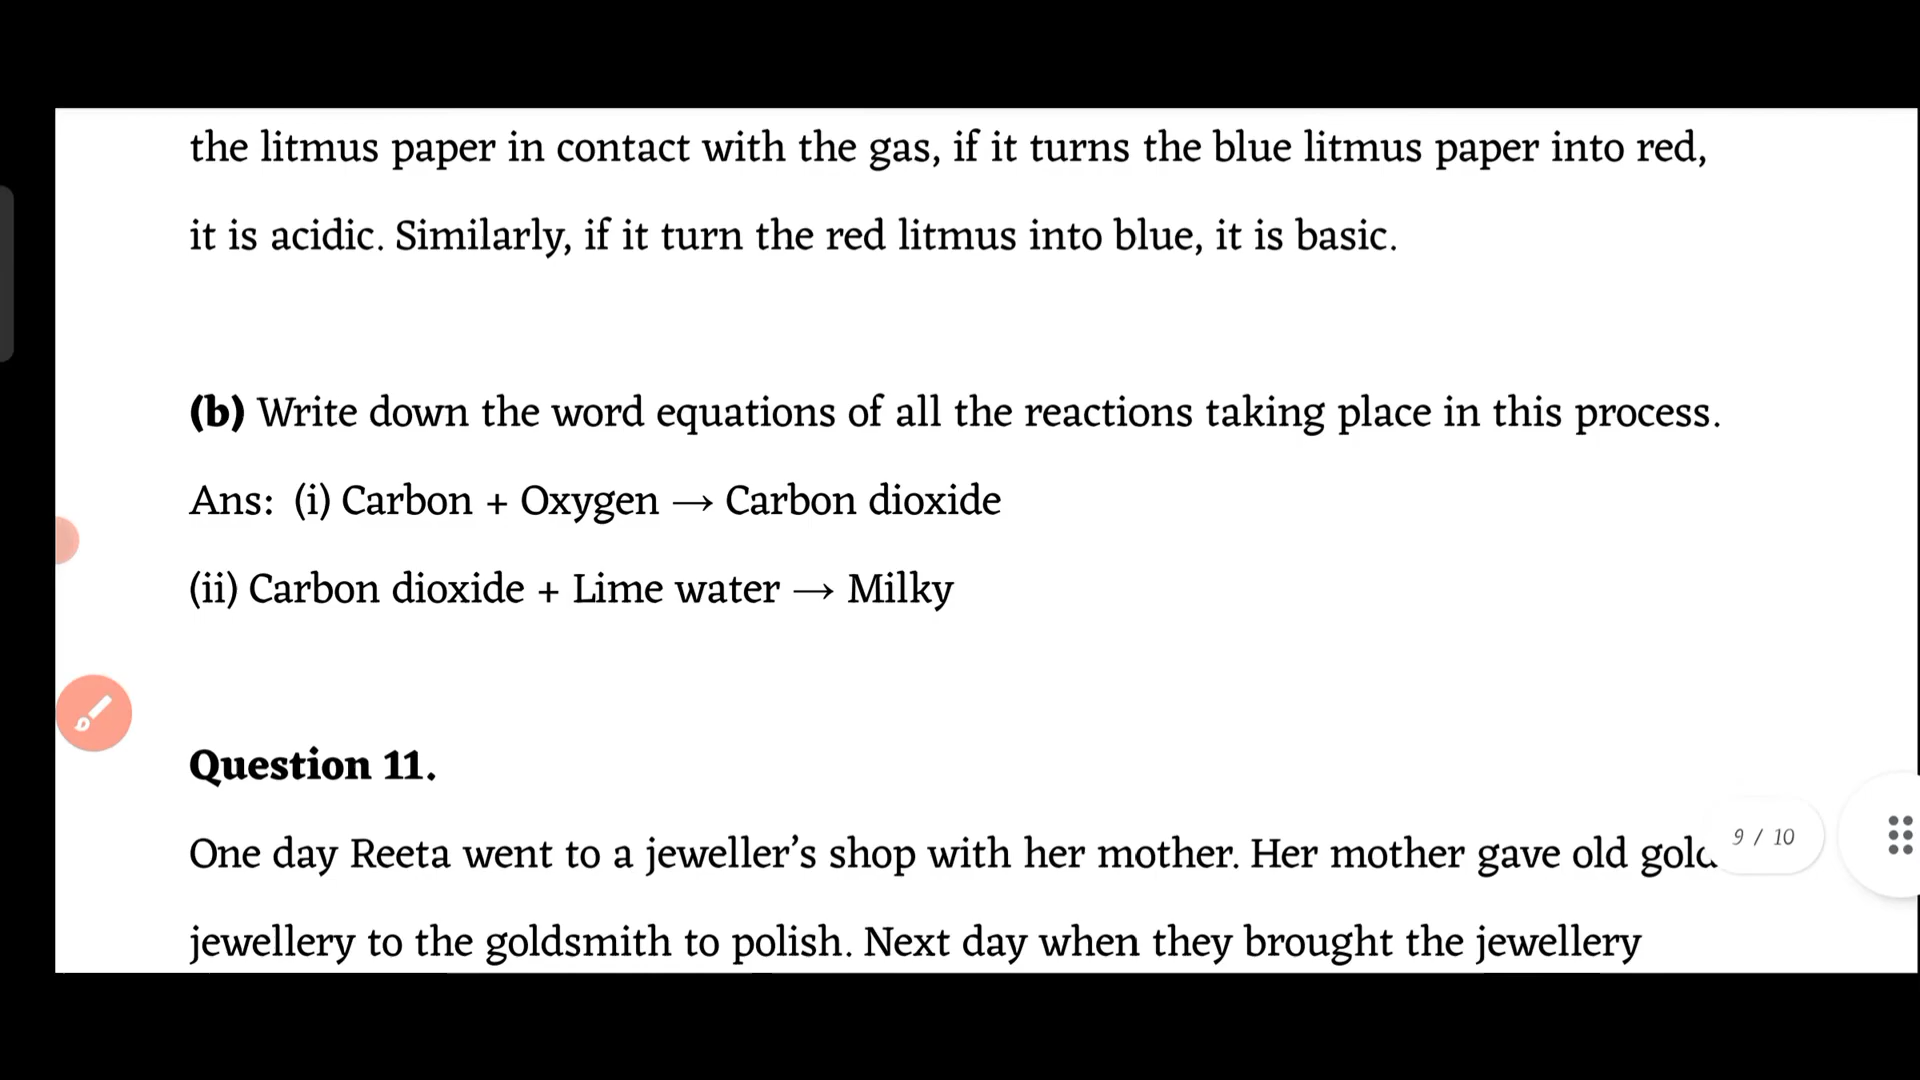 the litmus paper in contact with the gas, if it turns the blue litmus paper into red,
it is acidic. Similarly, if it turn the red litmus into blue, it is basic.
(b) Write down the word equations of all the reactions taking place in this process.
Ans: (i) Carbon + Oxygen → Carbon dioxide
(ii) Carbon dioxide + Lime water → Milky
Question 11.
One day Reeta went to a jeweller’s shop with her mother. Her mother gave old gold
9 / 10
jewellery to the goldsmith to polish. Next day when they brought the jewellery